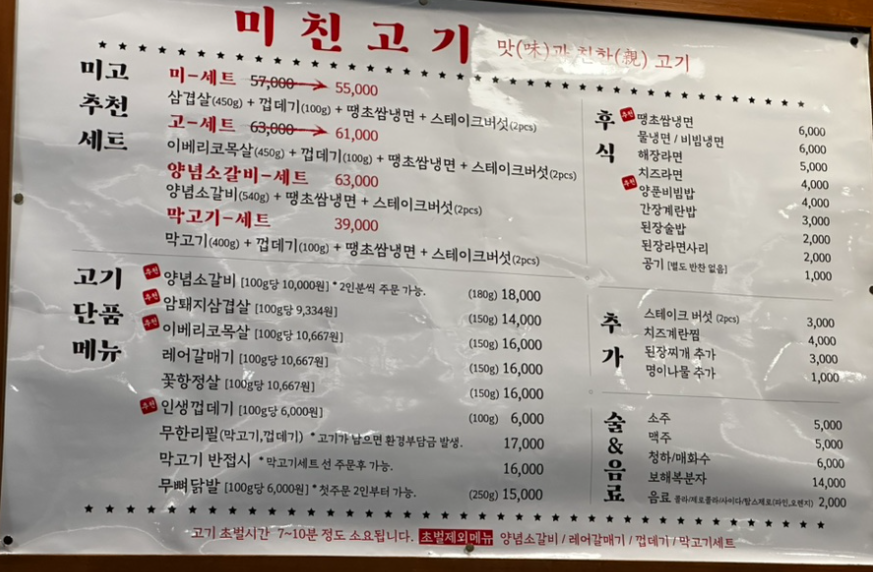 미친고기 맛(味)과 친한(親) 고기
미고
추천
세트
미-세트 57,000 → 55,000
삼겹살(450g) + 껍데기(100g) + 땡초쌈냉면 + 스테이크버섯(2pcs)
고-세트 63,000 → 61,000
이베리코목살(450g) + 껍데기(100g) + 땡초쌈냉면 + 스테이크버섯(2pcs)
양념소갈비-세트 63,000
양념소갈비(540g) + 땡초쌈냉면 + 스테이크버섯(2pcs)
막고기-세트 39,000
막고기(400g) + 껍데기(100g) + 땡초쌈냉면 + 스테이크버섯(2pcs)
고기
단품
메뉴
추천 양념소갈비 [100g당 10,000원] * 2인분씩 주문 가능. (180g) 18,000
추천 암퇘지삼겹살 [100g당 9,334원] (150g) 14,000
추천 이베리코목살 [100g당 10,667원] (150g) 16,000
레어갈매기 [100g당 10,667원] (150g) 16,000
꽃항정살 [100g당 10,667원] (150g) 16,000
추천 인생껍데기 [100g당 6,000원] (100g) 6,000
무한리필(막고기,껍데기) * 고기가 남으면 환경부담금 발생. 17,000
막고기 반접시 * 막고기세트 선 주문후 가능. 16,000
무뼈닭발 [100g당 6,000원] * 첫주문 2인부터 가능. (250g) 15,000
후식
추천 땡초쌈냉면 6,000
물냉면 / 비빔냉면 6,000
해장라면 5,000
치즈라면 4,000
추천 양푼비빔밥 4,000
간장계란밥 3,000
된장술밥 2,000
된장라면사리 2,000
공기 [별도 반찬 없음] 1,000
추가
스테이크 버섯 (2pcs) 3,000
치즈계란찜 4,000
된장찌개 추가 3,000
명이나물 추가 1,000
술&음료
소주 5,000
맥주 5,000
청하/매화수 6,000
보해복분자 14,000
음료 콜라/제로콜라/사이다/탐스제로(파인,오렌지) 2,000
고기 초벌시간 7~10분 정도 소요됩니다. 초벌제외메뉴 양념소갈비 / 레어갈매기 / 껍데기 / 막고기세트